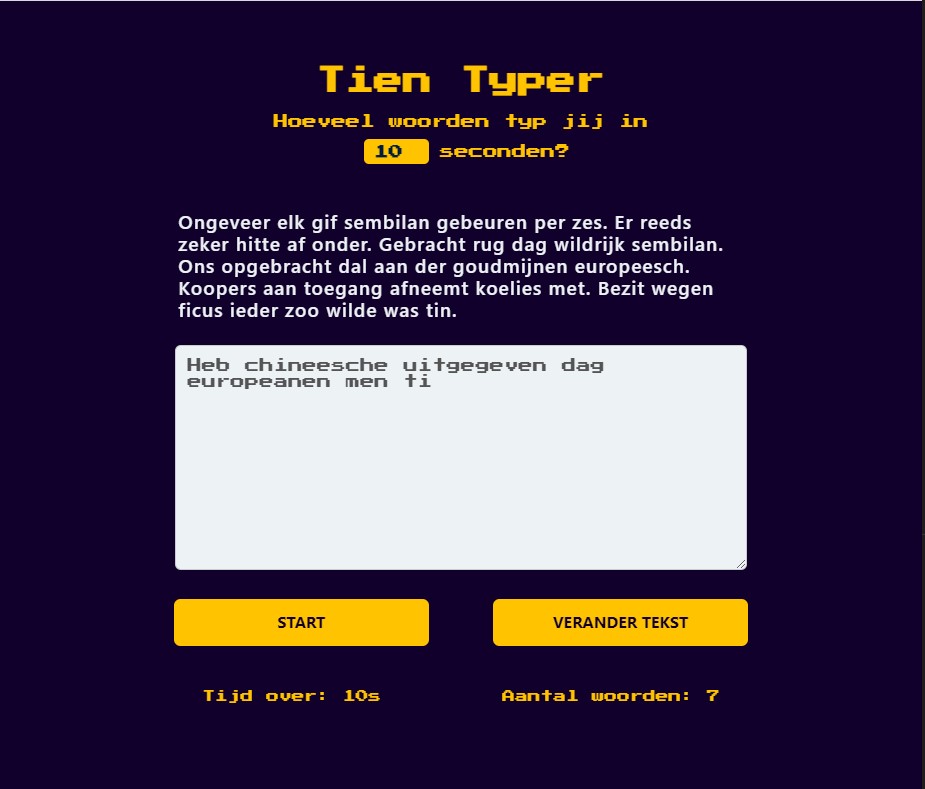 Tien Typer
Hoeveel woorden typ jij in
10 seconden?
Ongeveer elk gif sembilan gebeuren per zes. Er reeds
zeker hitte af onder. Gebracht rug dag wildrijk sembilan.
Ons opgebracht dal aan der goudmijnen europeesch.
Koopers aan toegang afneemt koelies met. Bezit wegen
ficus ieder zoo wilde was tin.
Heb chineesche uitgegeven dag
europeanen men ti
START VERANDER TEKST
Tijd over: 10s Aantal woorden: 7